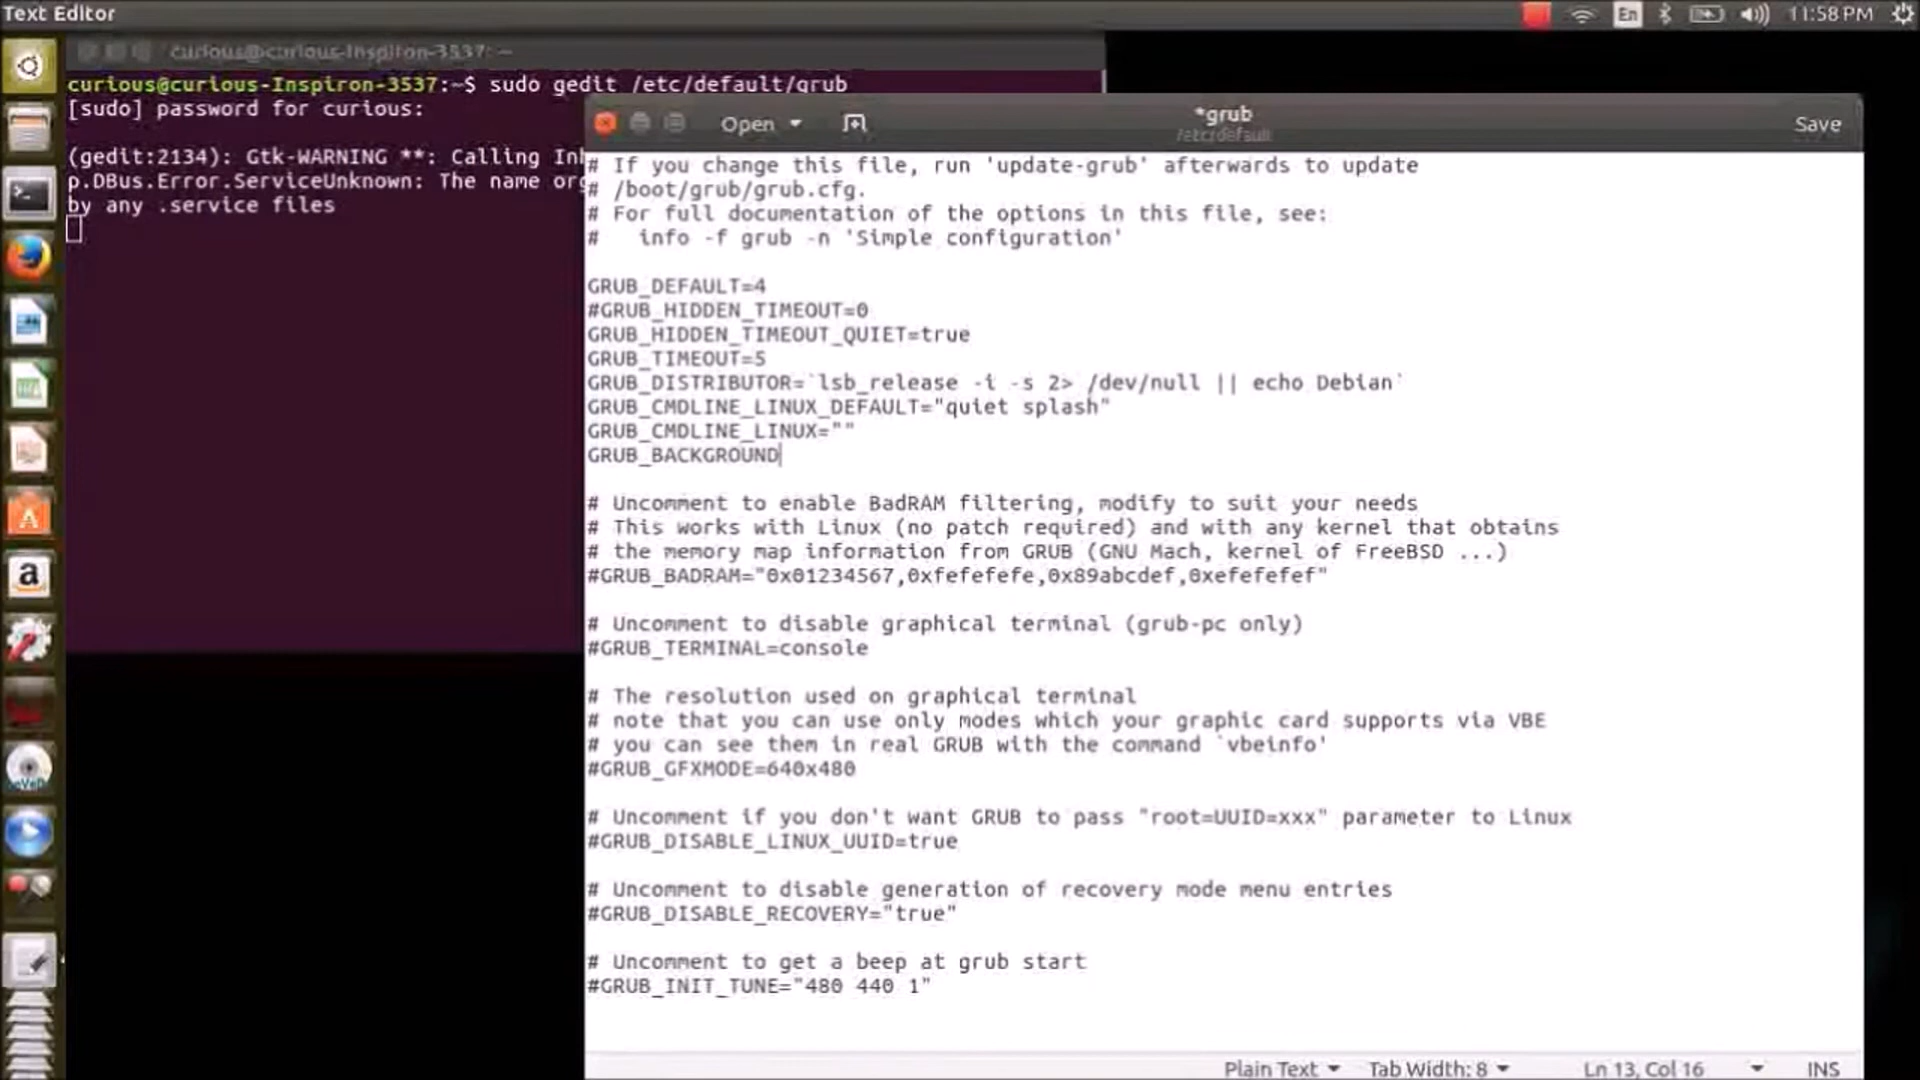 Text Editor
En
11:58 PM
curious@curious-Inspiron-3537: ~
curious@curious-Inspiron-3537:~$ sudo gedit /etc/default/grub
[sudo] password for curious:
(gedit:2134): Gtk-WARNING **: Calling Inh
p.DBus.Error.ServiceUnknown: The name org
by any .service files
Open
*grub
/etc/default
Save
# If you change this file, run 'update-grub' afterwards to update
# /boot/grub/grub.cfg.
# For full documentation of the options in this file, see:
#   info -f grub -n 'Simple configuration'
GRUB_DEFAULT=4
#GRUB_HIDDEN_TIMEOUT=0
GRUB_HIDDEN_TIMEOUT_QUIET=true
GRUB_TIMEOUT=5
GRUB_DISTRIBUTOR=`lsb_release -i -s 2> /dev/null || echo Debian`
GRUB_CMDLINE_LINUX_DEFAULT="quiet splash"
GRUB_CMDLINE_LINUX=""
GRUB_BACKGROUND
# Uncomment to enable BadRAM filtering, modify to suit your needs
# This works with Linux (no patch required) and with any kernel that obtains
# the memory map information from GRUB (GNU Mach, kernel of FreeBSD ...)
#GRUB_BADRAM="0x01234567,0xfefefefe,0x89abcdef,0xefefefef"
# Uncomment to disable graphical terminal (grub-pc only)
#GRUB_TERMINAL=console
# The resolution used on graphical terminal
# note that you can use only modes which your graphic card supports via VBE
# you can see them in real GRUB with the command `vbeinfo'
#GRUB_GFXMODE=640x480
# Uncomment if you don't want GRUB to pass "root=UUID=xxx" parameter to Linux
#GRUB_DISABLE_LINUX_UUID=true
# Uncomment to disable generation of recovery mode menu entries
#GRUB_DISABLE_RECOVERY="true"
# Uncomment to get a beep at grub start
#GRUB_INIT_TUNE="480 440 1"
Plain Text
Tab Width: 8
Ln 13, Col 16
INS